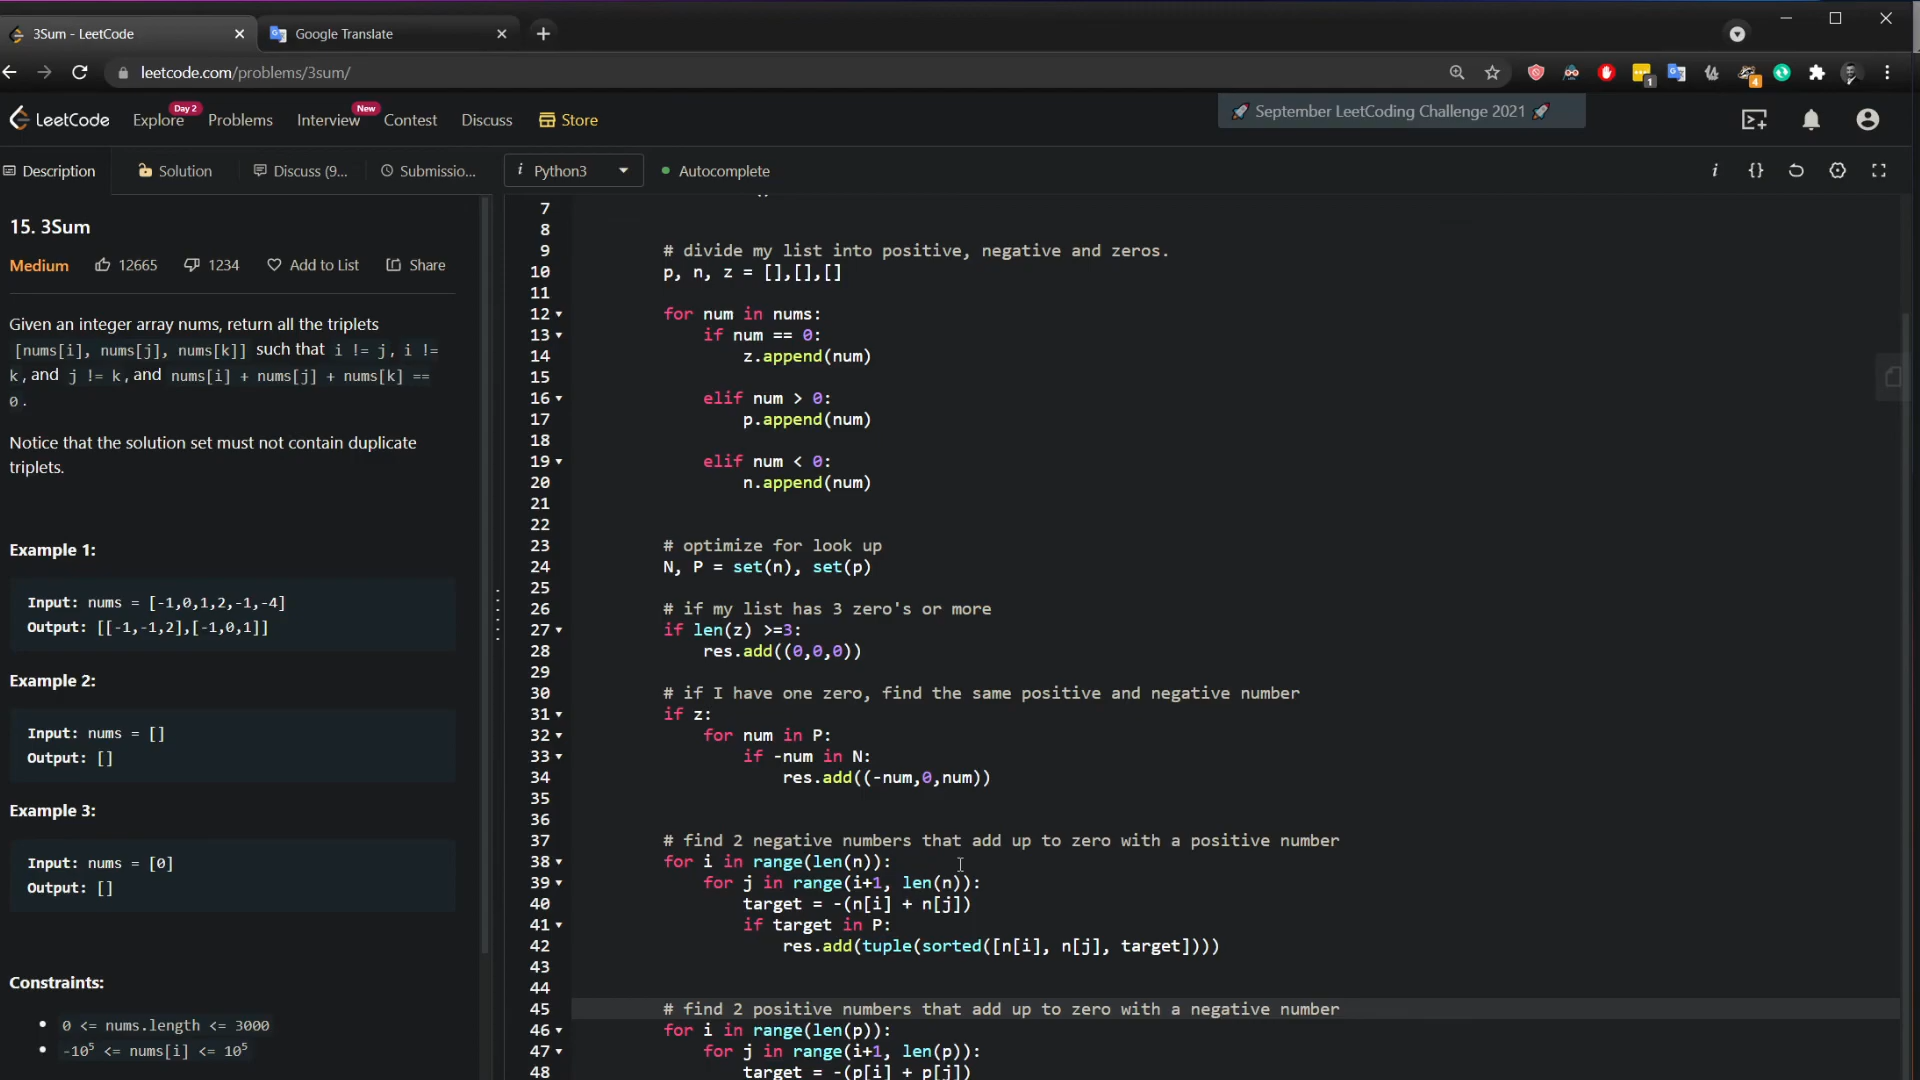 3Sum - LeetCode
Google Translate
leetcode.com/problems/3sum/
1
4
LeetCode
Explore
Day 2
Problems
Interview
New
Contest
Discuss
Store
🚀 September LeetCoding Challenge 2021 🚀
Description
Solution
Discuss (9...
Submissio...
i Python3
Autocomplete
i
{}
15. 3Sum
Medium
12665
1234
Add to List
Share
Given an integer array nums, return all the triplets
[nums[i], nums[j], nums[k]] such that i != j, i !=
k, and j != k, and nums[i] + nums[j] + nums[k] ==
0.
Notice that the solution set must not contain duplicate
triplets.
Example 1:
Input: nums = [-1,0,1,2,-1,-4]
Output: [[-1,-1,2],[-1,0,1]]
Example 2:
Input: nums = []
Output: []
Example 3:
Input: nums = [0]
Output: []
Constraints:
0 <= nums.length <= 3000
-10⁵ <= nums[i] <= 10⁵
7
8
9 # divide my list into positive, negative and zeros.
10 p, n, z = [],[],[]
11
12 for num in nums:
13 if num == 0:
14 z.append(num)
15
16 elif num > 0:
17 p.append(num)
18
19 elif num < 0:
20 n.append(num)
21
22
23 # optimize for look up
24 N, P = set(n), set(p)
25
26 # if my list has 3 zero's or more
27 if len(z) >=3:
28 res.add((0,0,0))
29
30 # if I have one zero, find the same positive and negative number
31 if z:
32 for num in P:
33 if -num in N:
34 res.add((-num,0,num))
35
36
37 # find 2 negative numbers that add up to zero with a positive number
38 for i in range(len(n)):
39 for j in range(i+1, len(n)):
40 target = -(n[i] + n[j])
41 if target in P:
42 res.add(tuple(sorted([n[i], n[j], target])))
43
44
45 # find 2 positive numbers that add up to zero with a negative number
46 for i in range(len(p)):
47 for j in range(i+1, len(p)):
48 target = -(p[i] + p[j])